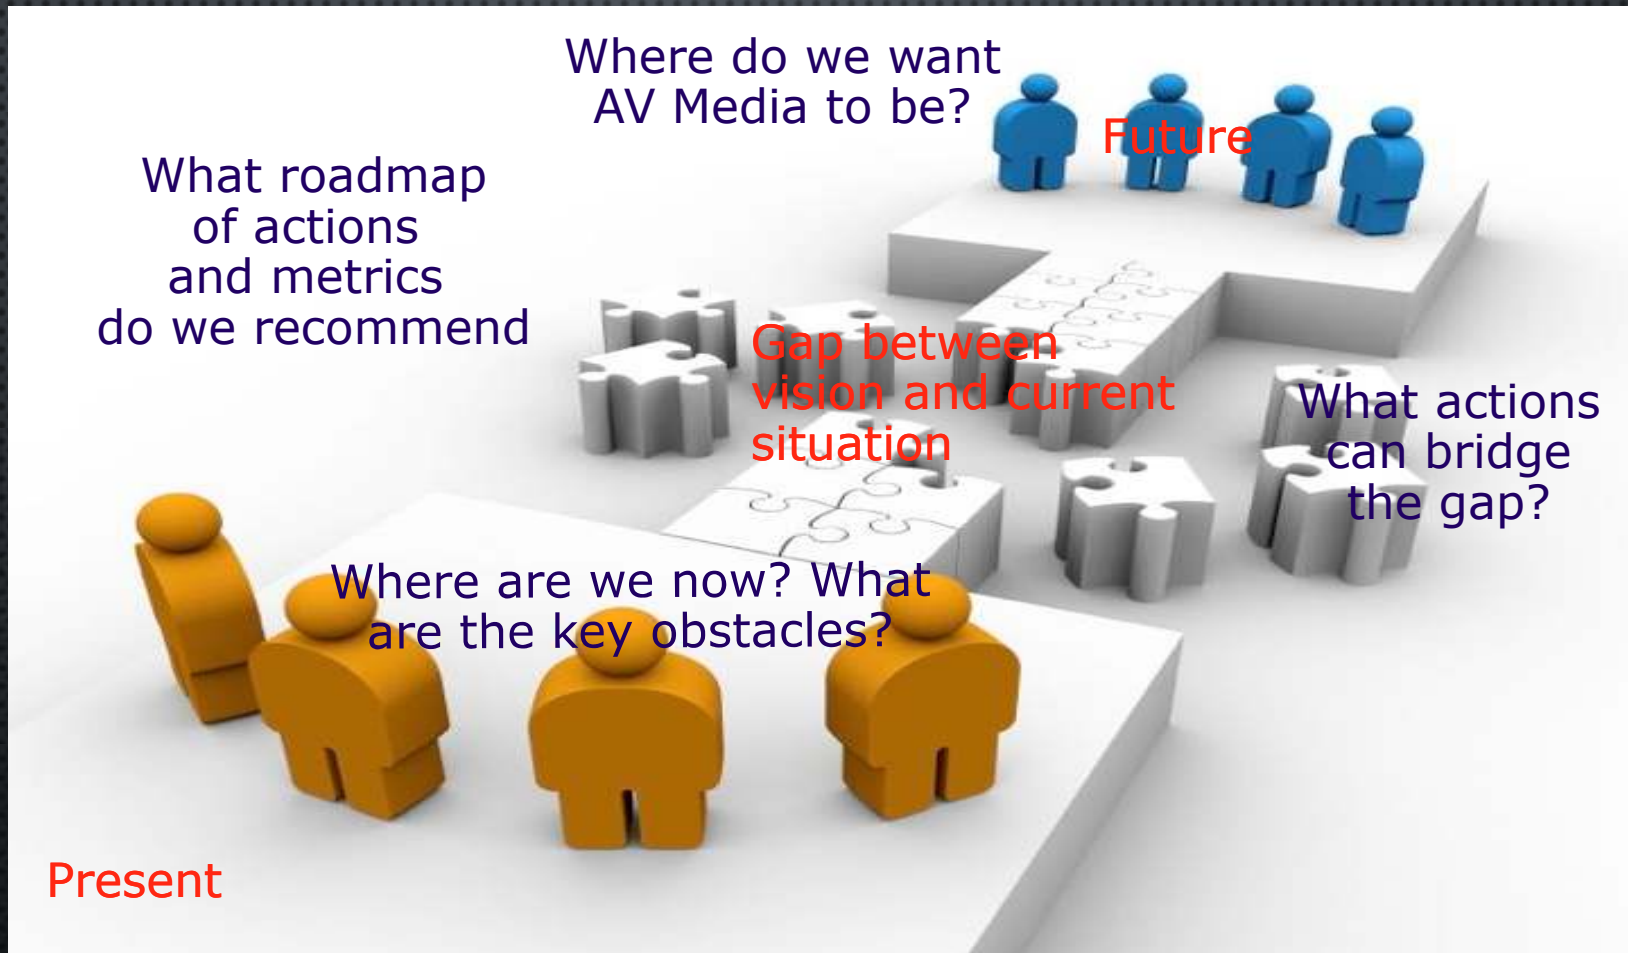 Where do we want
AV Media to be?
Future
What roadmap
of actions
and metrics
do we recommend
Gap between
vision and current
situation
What actions
can bridge
the gap?
Where are we now? What
are the key obstacles?
Present